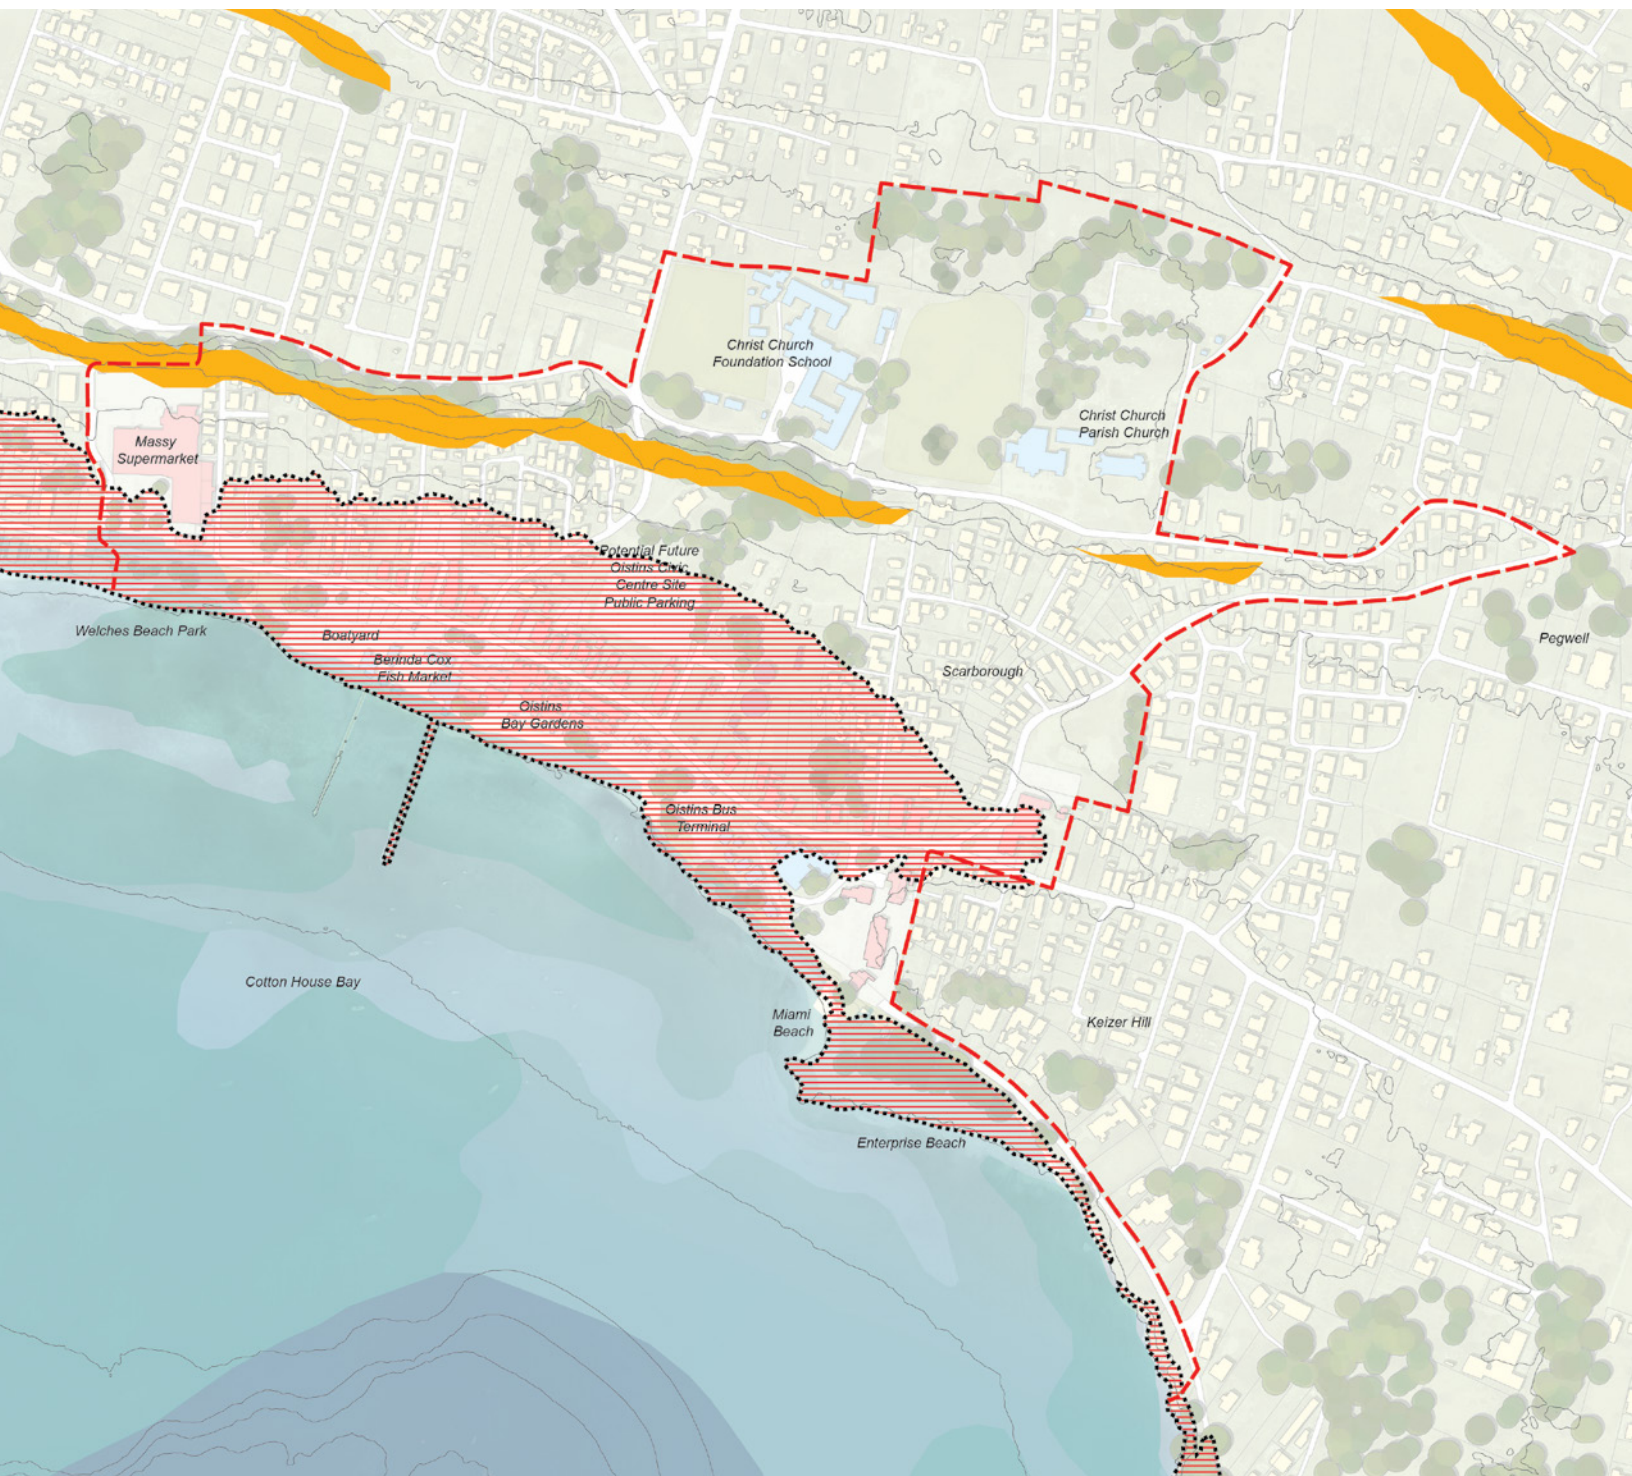 Christ Church
Foundation School
Christ Church
Parish Church
Massy
Supermarket
Potential Future
Oistins Civic
Centre Site
Public Parking
Welches Beach Park
Boatyard
Berinda Cox
Fish Market
Pegwell
Scarborough
Oistins
Bay Gardens
Oistins Bus
Terminal
Cotton House Bay
Miami
Beach
Keizer Hill
Enterprise Beach